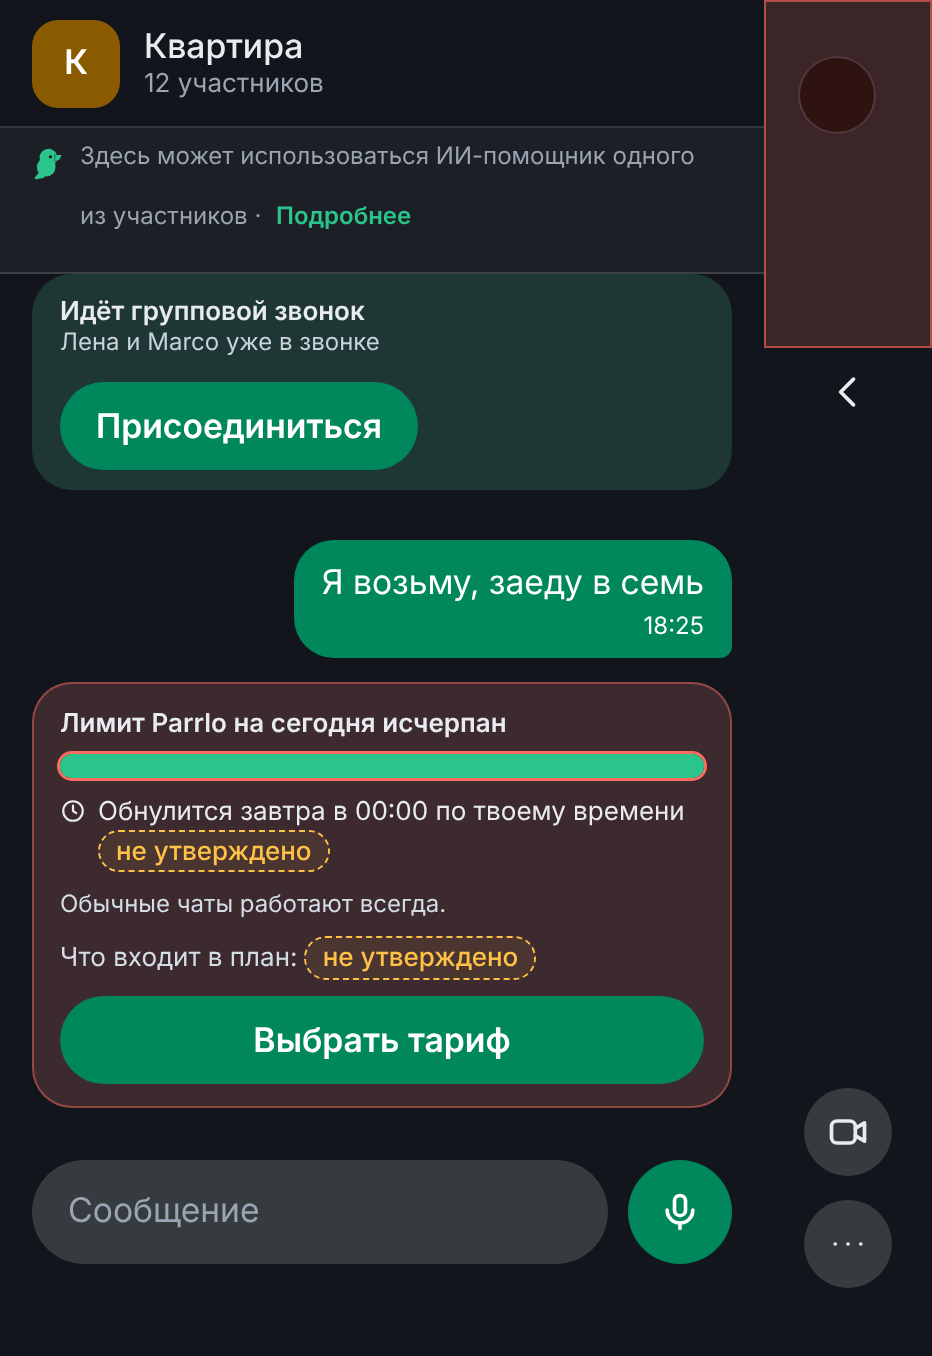 К
Квартира
12 участников
Здесь может использоваться ИИ-помощник одного
из участников · Подробнее
Идёт групповой звонок
Лена и Marco уже в звонке
Присоединиться
Я возьму, заеду в семь
18:25
Лимит Parrlo на сегодня исчерпан
Обнулится завтра в 00:00 по твоему времени
не утверждено
Обычные чаты работают всегда.
Что входит в план: не утверждено
Выбрать тариф
Сообщение